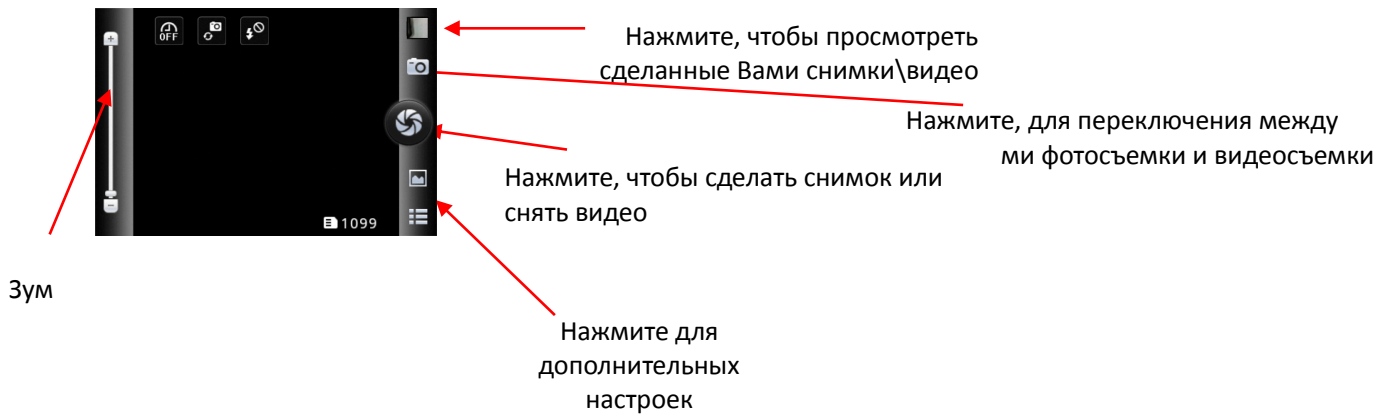 OFF
1099
Нажмите, чтобы просмотреть
сделанные Вами снимки\видео
Нажмите, для переключения между
ми фотосъемки и видеосъемки
Нажмите, чтобы сделать снимок или
снять видео
Зум
Нажмите для
дополнительных
настроек